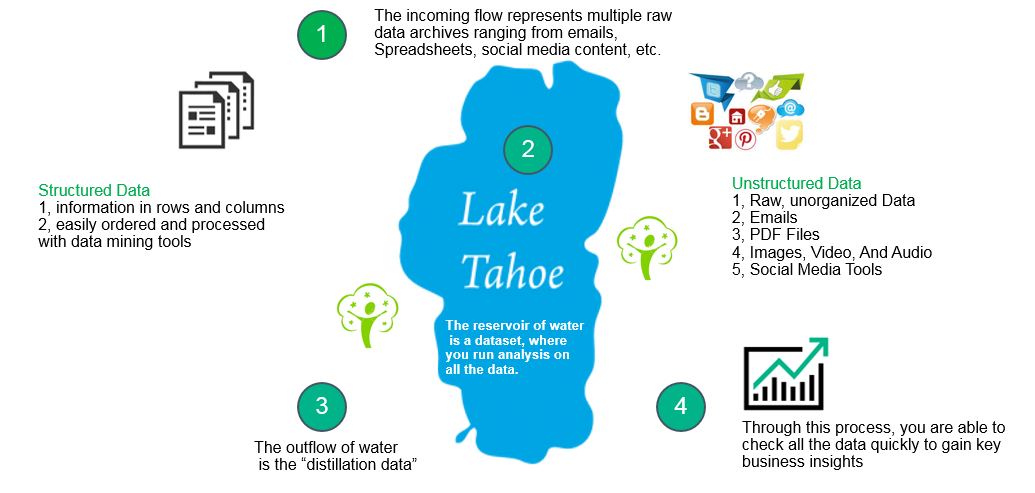 1
The incoming flow represents multiple raw
data archives ranging from emails,
Spreadsheets, social media content, etc.
Structured Data
1, information in rows and columns
2, easily ordered and processed
with data mining tools
2
Lake
Tahoe
The reservoir of water
is a dataset, where
you run analysis on
all the data.
Unstructured Data
1, Raw, unorganized Data
2, Emails
3, PDF Files
4, Images, Video, And Audio
5, Social Media Tools
3
The outflow of water
is the “distillation data”
4
Through this process, you are able to
check all the data quickly to gain key
business insights